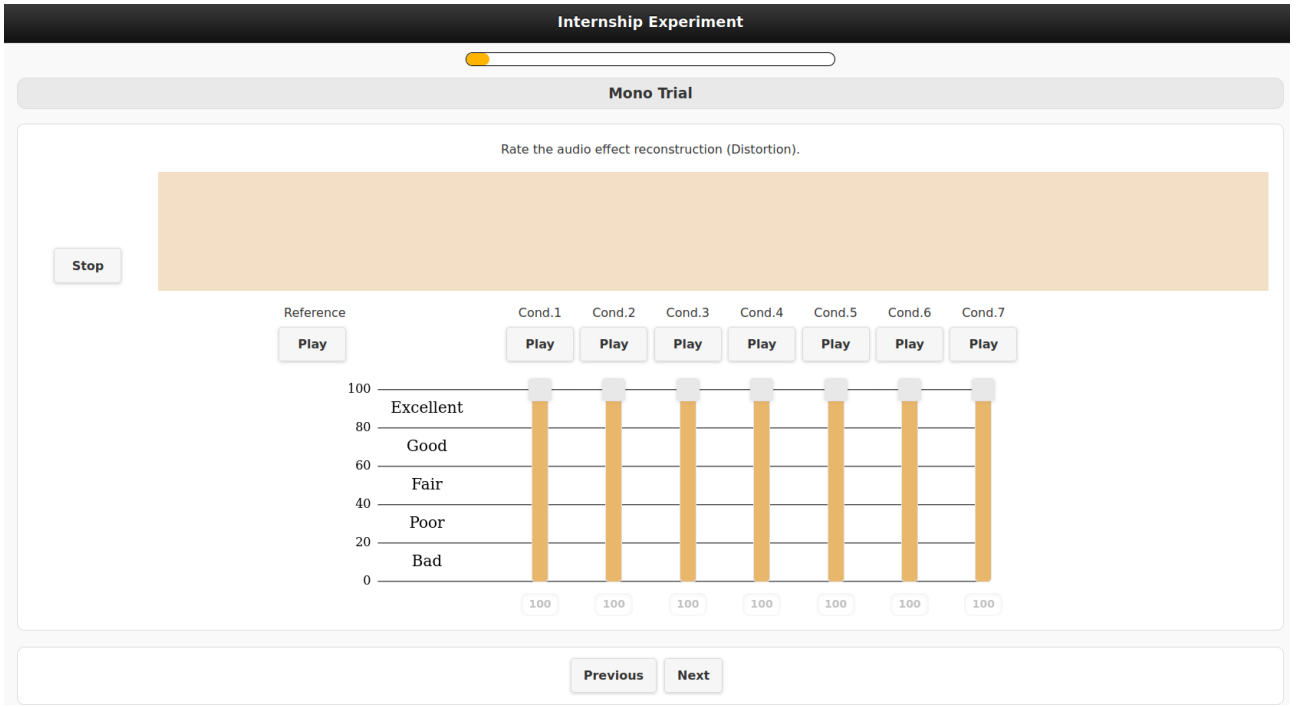 Internship Experiment
Mono Trial
Rate the audio effect reconstruction (Distortion).
Stop
Reference Cond.1 Cond.2 Cond.3 Cond.4 Cond.5 Cond.6 Cond.7
Play Play Play Play Play Play Play Play
100
Excellent
80
Good
60
Fair
40
Poor
20
Bad
0
100 100 100 100 100 100 100
Previous Next